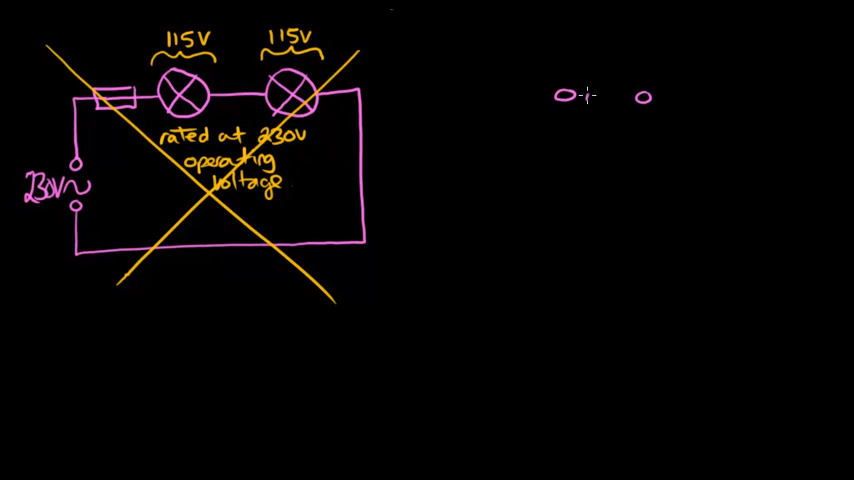 115V
115V
rated at 230V
operating
voltage
230V~